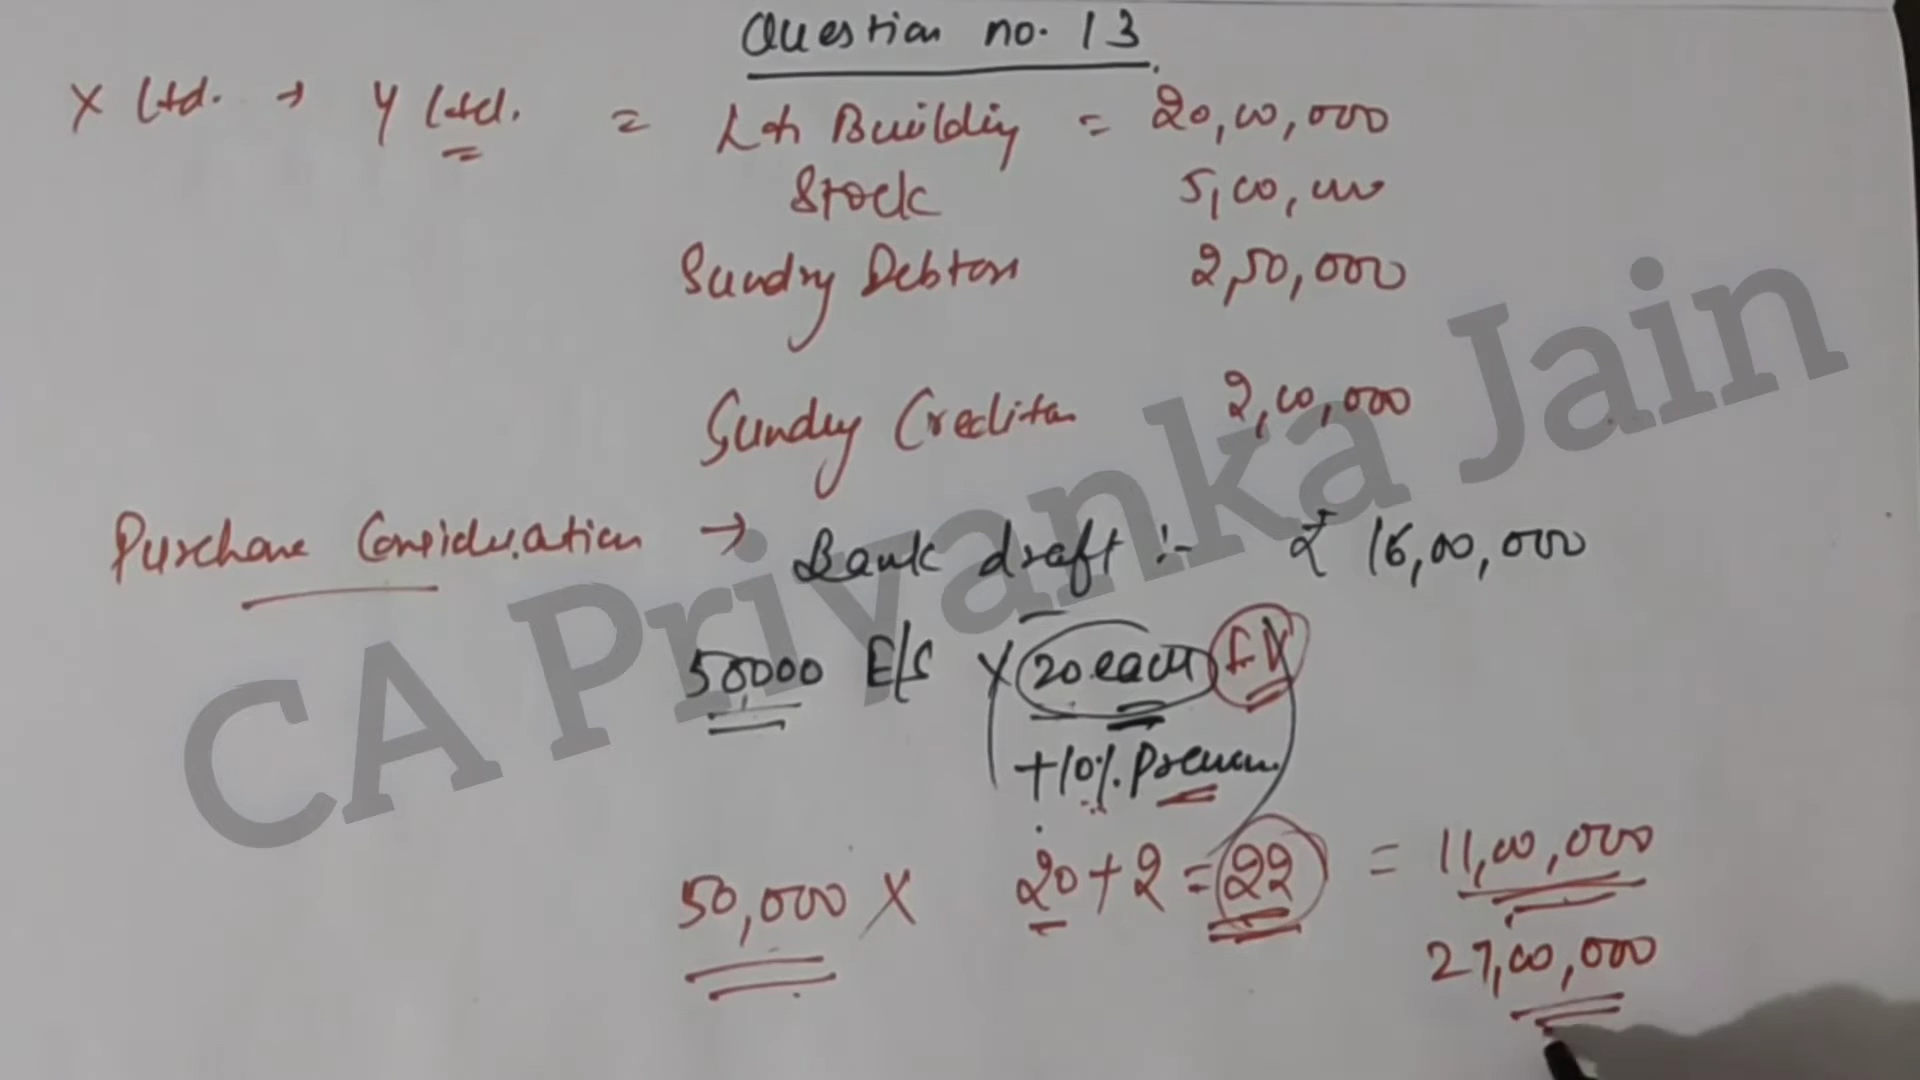 Question no. 13
X Ltd. → Y Ltd. = Building = 20,00,000
Stock 5,00,000
Sundry Debtors 2,50,000
Sundry Creditors 2,00,000
Purchase Consideration → Bank draft :- ₹ 16,00,000
50000 E/S X 20 each FV
+10% Premium
50,000 X 20+2=22 = 11,00,000
27,00,000
CA Priyanka Jain